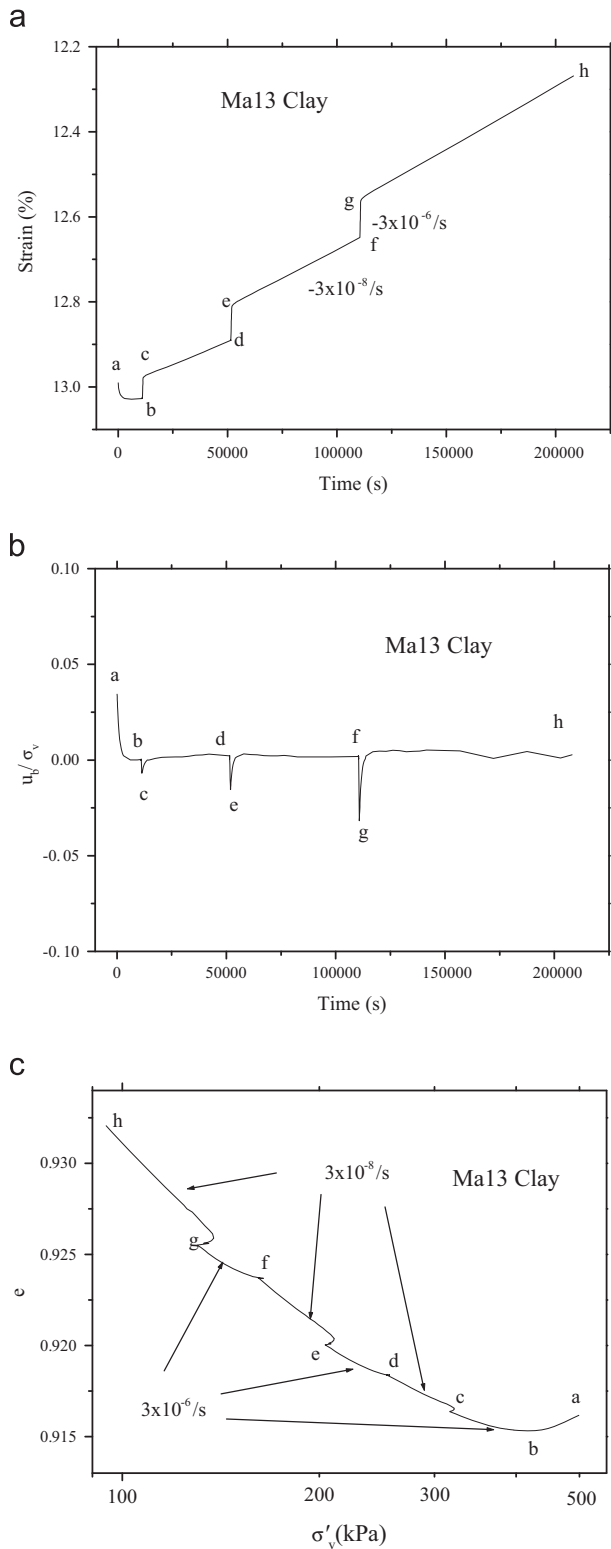 a
12.2
h
Ma13 Clay
12.4
g
-3x10⁻⁶/s
12.6
f
Strain (%)
e
-3x10⁻⁸/s
12.8
d
c
a
13.0
b
0 50000 100000 150000 200000
Time (s)
b
0.10
Ma13 Clay
0.05
a
b d f h
0.00
c e
g
u_b/ σ_v
-0.05
-0.10
0 50000 100000 150000 200000
Time (s)
c
h
3x10⁻⁸/s Ma13 Clay
0.930
g
0.925
f
e
0.920
e
d
c
a
3x10⁻⁶/s
0.915
b
100 200 300 400 500
σ'_v(kPa)